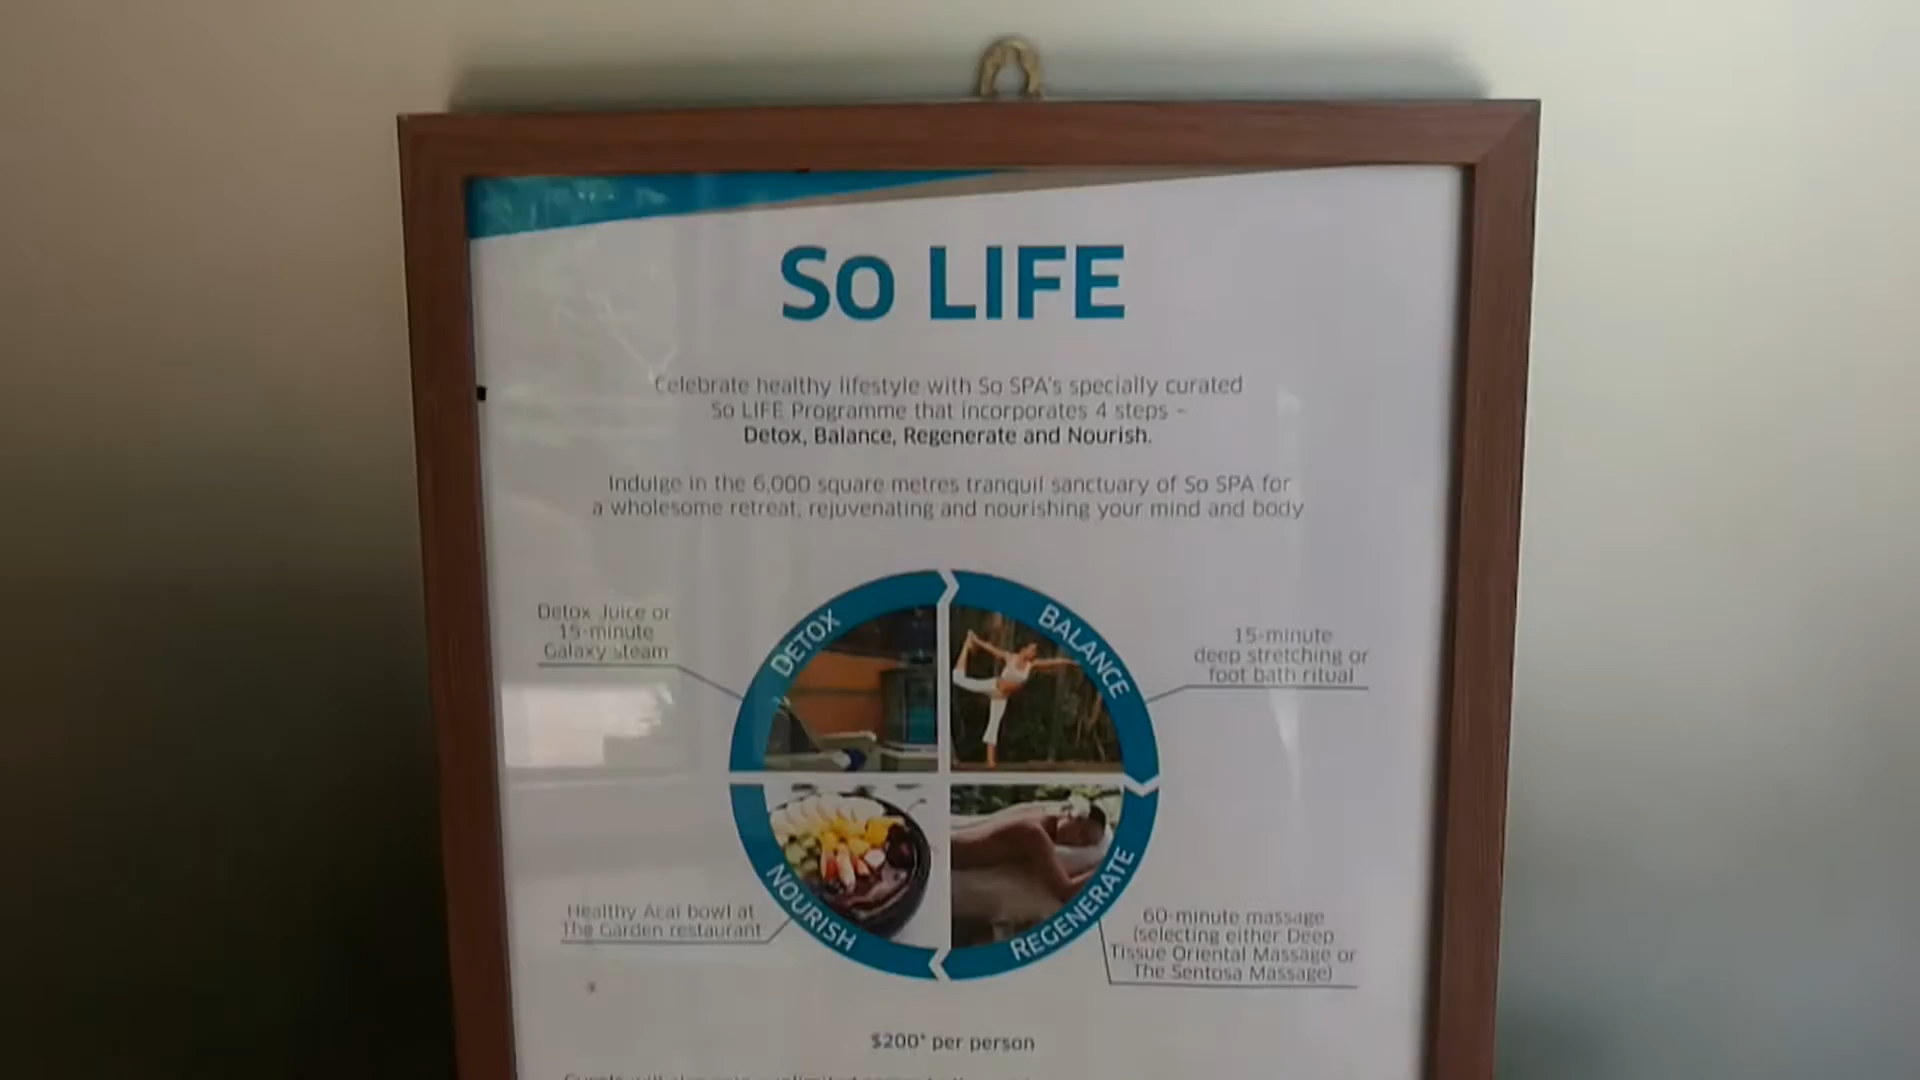 So LIFE
Celebrate healthy lifestyle with So SPA's specially curated
So LIFE Programme that incorporates 4 steps -
Detox, Balance, Regenerate and Nourish.
Indulge in the 6,000 square metres tranquil sanctuary of So SPA for
a wholesome retreat, rejuvenating and nourishing your mind and body
Detox Juice or
15-minute
Galaxy steam
DETOX
BALANCE
15-minute
deep stretching or
foot bath ritual
Healthy Acai bowl at
The Garden restaurant
NOURISH
REGENERATE
60-minute massage
(selecting either Deep
Tissue Oriental Massage or
The Sentosa Massage)
$200* per person